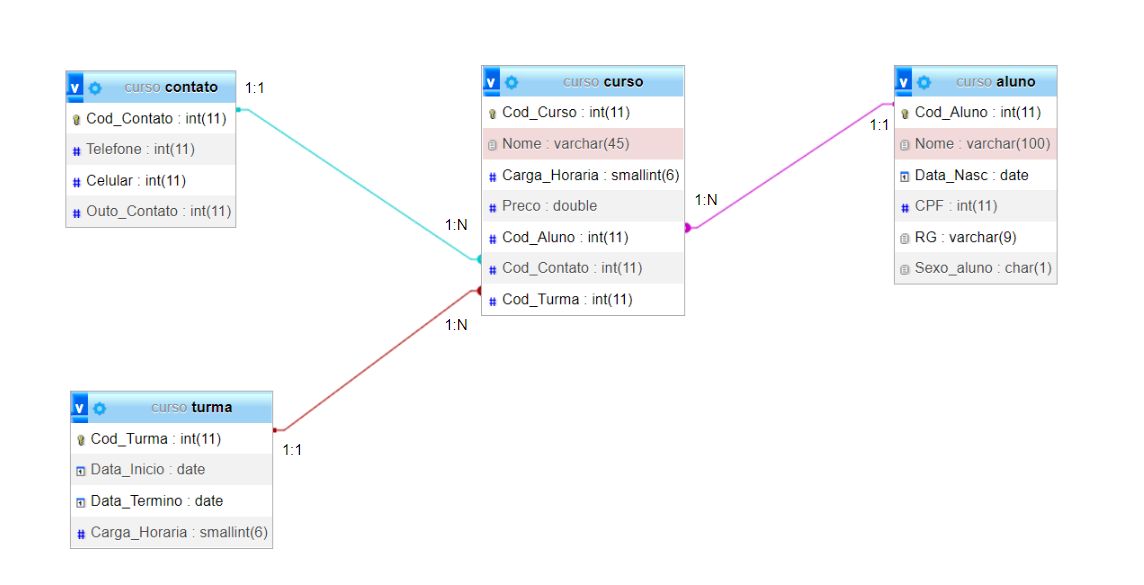 curso contato
1:1
Cod_Contato : int(11)
Telefone : int(11)
Celular : int(11)
Outo_Contato : int(11)
1:N
curso curso
Cod_Curso : int(11)
Nome : varchar(45)
Carga_Horaria : smallint(6)
Preco : double
Cod_Aluno : int(11)
Cod_Contato : int(11)
Cod_Turma : int(11)
1:N
1:1
curso aluno
Cod_Aluno : int(11)
Nome : varchar(100)
Data_Nasc : date
CPF : int(11)
RG : varchar(9)
Sexo_aluno : char(1)
1:N
curso turma
Cod_Turma : int(11)
Data_Inicio : date
Data_Termino : date
Carga_Horaria : smallint(6)
1:1